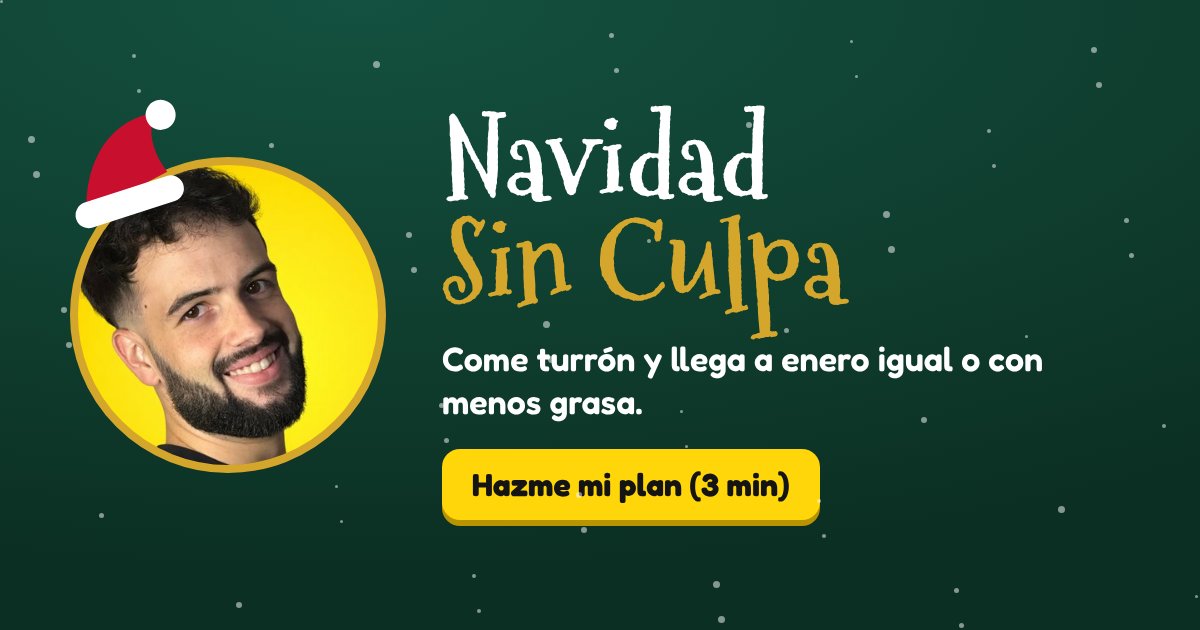 Navidad
Sin Culpa
Come turrón y llega a enero igual o con
menos grasa.
Hazme mi plan (3 min)